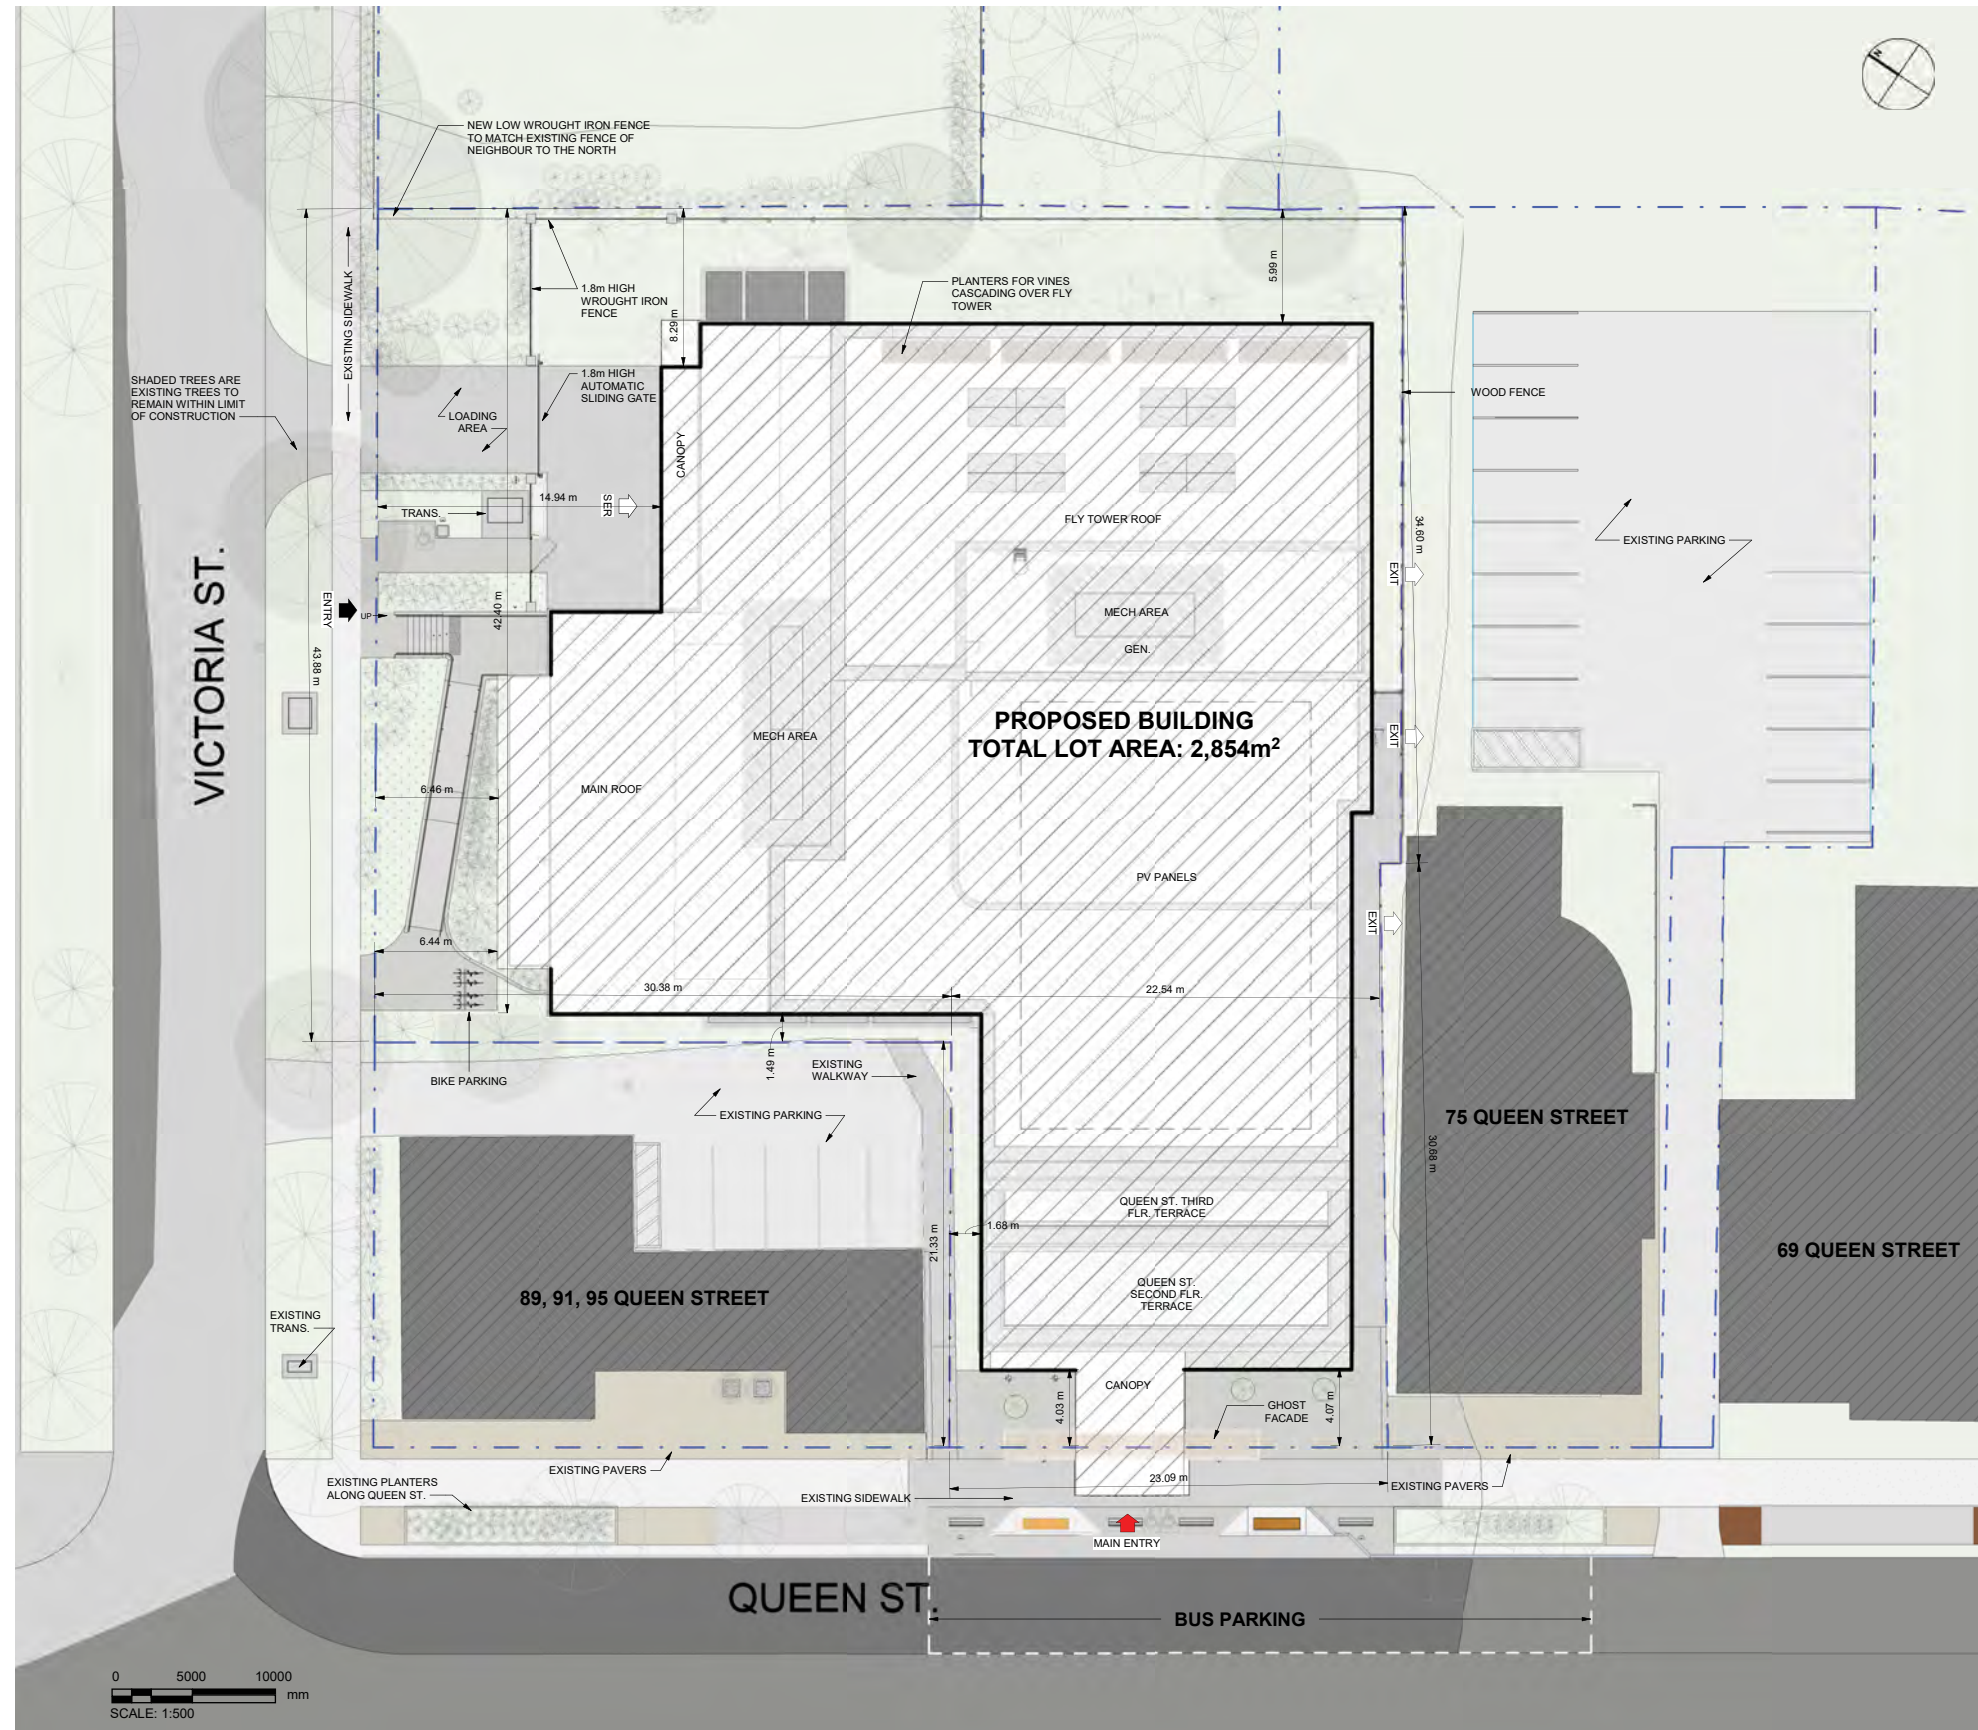 N
NEW LOW WROUGHT IRON FENCE
TO MATCH EXISTING FENCE OF
NEIGHBOUR TO THE NORTH
EXISTING SIDEWALK
1.8m HIGH
WROUGHT IRON
FENCE
8.29 m
PLANTERS FOR VINES
CASCADING OVER FLY
TOWER
5.99 m
SHADED TREES ARE
EXISTING TREES TO
REMAIN WITHIN LIMIT
OF CONSTRUCTION
1.8m HIGH
AUTOMATIC
SLIDING GATE
LOADING
AREA
CANOPY
WOOD FENCE
14.94 m
SER
TRANS.
FLY TOWER ROOF
34.60 m
EXISTING PARKING
EXIT
VICTORIA ST.
ENTRY
UP
42.40 m
43.88 m
MECH AREA
GEN.
PROPOSED BUILDING
TOTAL LOT AREA: 2,854m²
MECH AREA
EXIT
6.46 m
MAIN ROOF
PV PANELS
EXIT
6.44 m
30.38 m
22.54 m
BIKE PARKING
1.49 m
EXISTING
WALKWAY
EXISTING PARKING
75 QUEEN STREET
30.68 m
QUEEN ST. THIRD
FLR. TERRACE
1.68 m
21.33 m
69 QUEEN STREET
QUEEN ST.
SECOND FLR.
TERRACE
89, 91, 95 QUEEN STREET
EXISTING
TRANS.
CANOPY
4.03 m
GHOST
FACADE
4.07 m
EXISTING PAVERS
23.09 m
EXISTING PLANTERS
ALONG QUEEN ST.
EXISTING SIDEWALK
EXISTING PAVERS
MAIN ENTRY
QUEEN ST.
BUS PARKING
0 5000 10000
mm
SCALE: 1:500